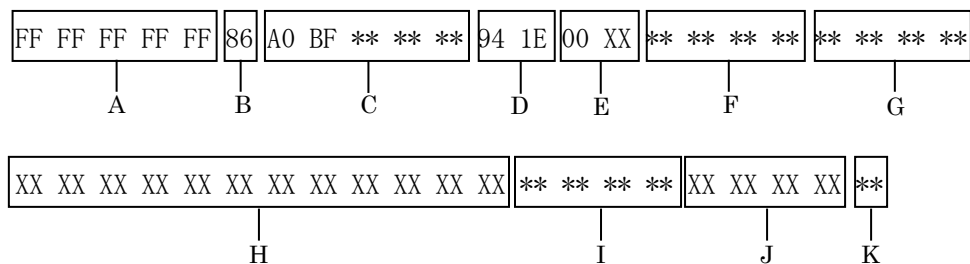 FF FF FF FF FF 86 A0 BF ** ** ** 94 1E 00 XX ** ** ** ** ** ** ** **
A B C D E F G
XX XX XX XX XX XX XX XX XX XX XX XX ** ** ** ** XX XX XX XX **
H I J K